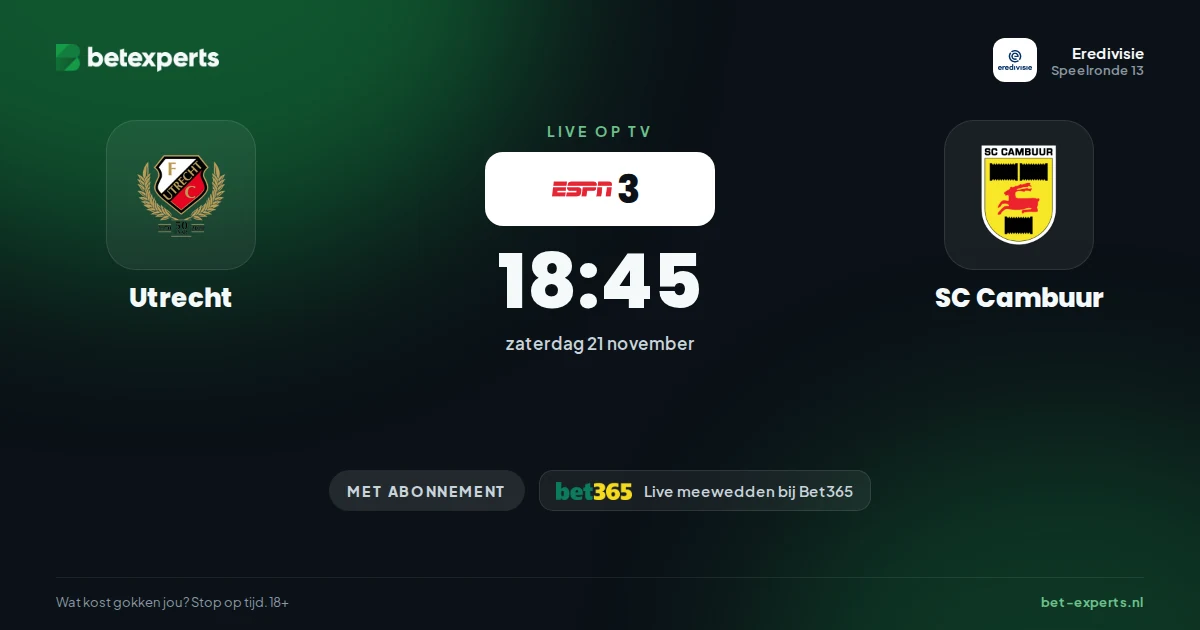 betexperts
eredivisie
Eredivisie
Speelronde 13
LIVE OP TV
ESPN 3
18:45
zaterdag 21 november
F
UTRECHT
C
50
Utrecht
SC CAMBUUR
SC Cambuur
MET ABONNEMENT
bet365 Live meewedden bij Bet365
Wat kost gokken jou? Stop op tijd. 18+
bet-experts.nl